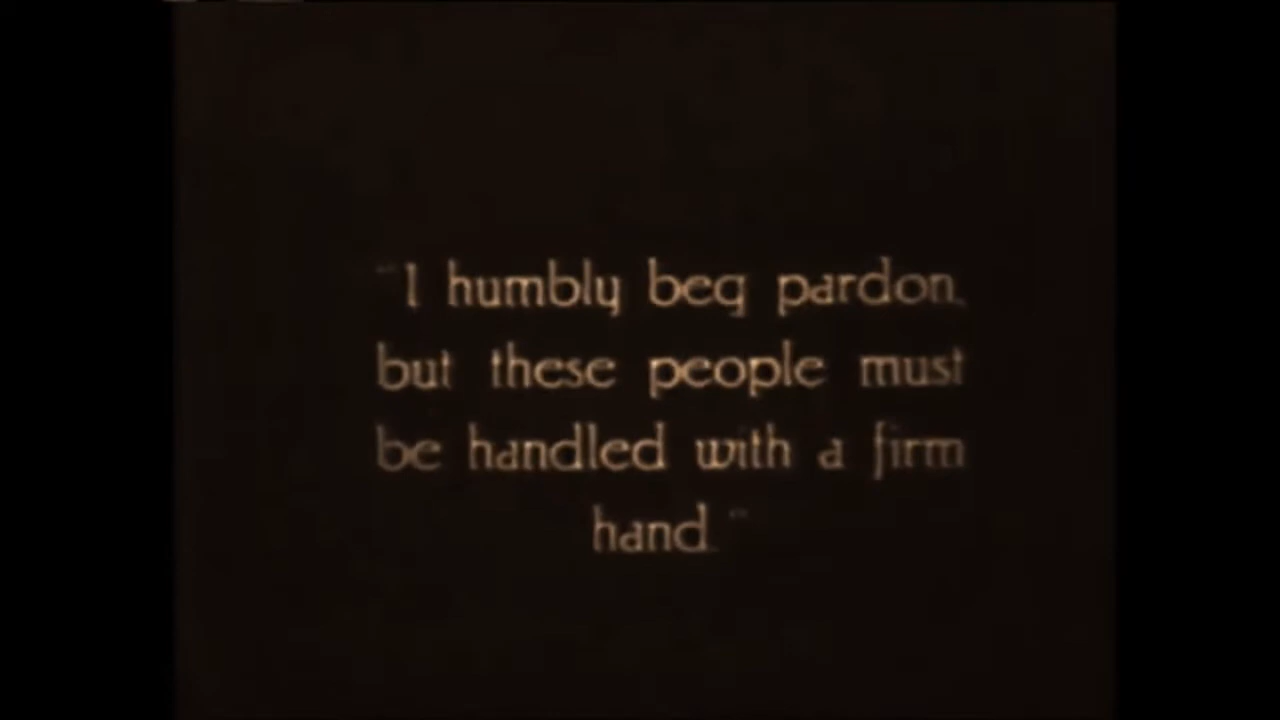 "I humbly beg pardon,
but these people must
be handled with a firm
hand."